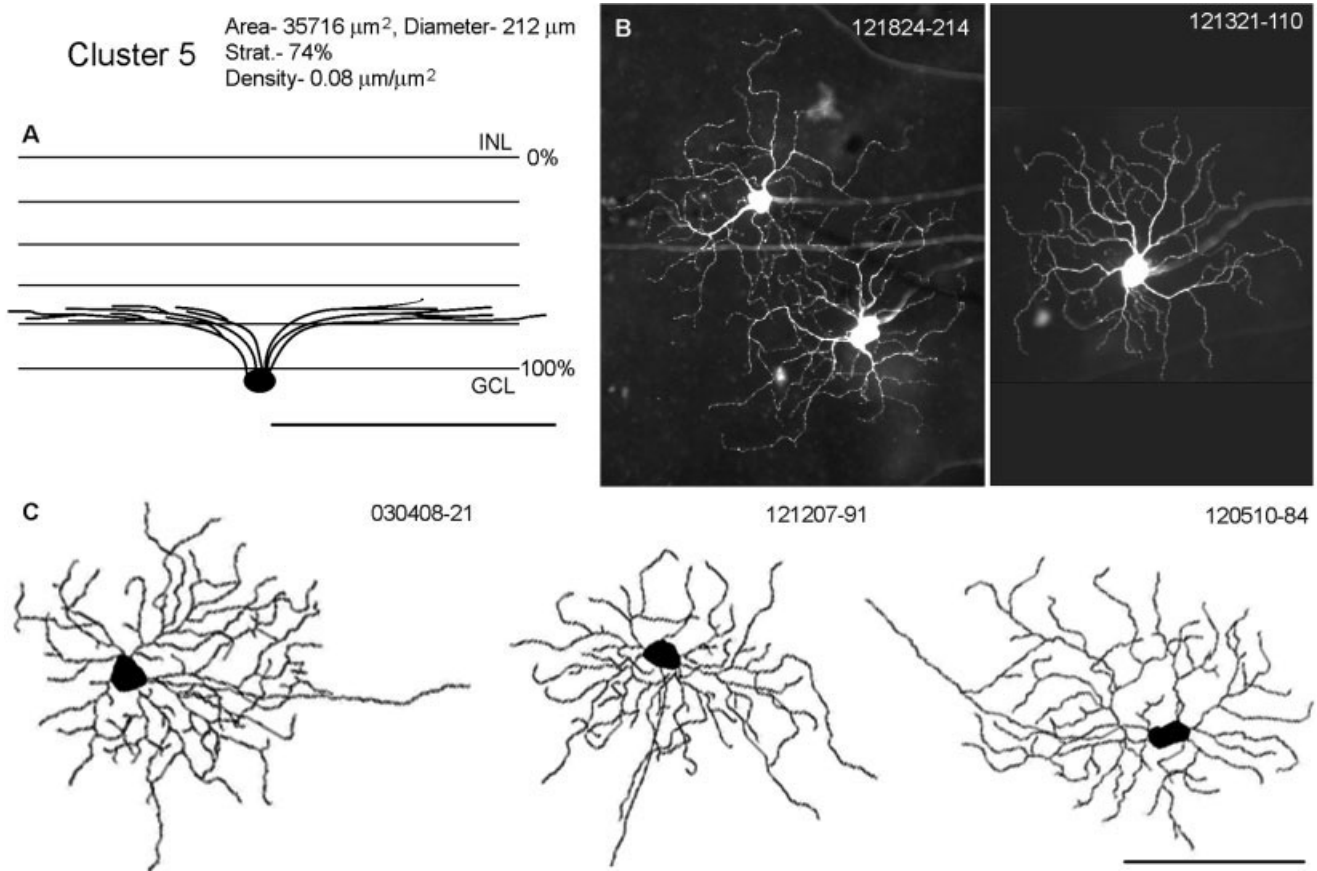 Cluster 5
Area- 35716 μm², Diameter- 212 μm
Strat.- 74%
Density- 0.08 μm/μm²
A
INL
0%
100%
GCL
B
121824-214
121321-110
C
030408-21
121207-91
120510-84